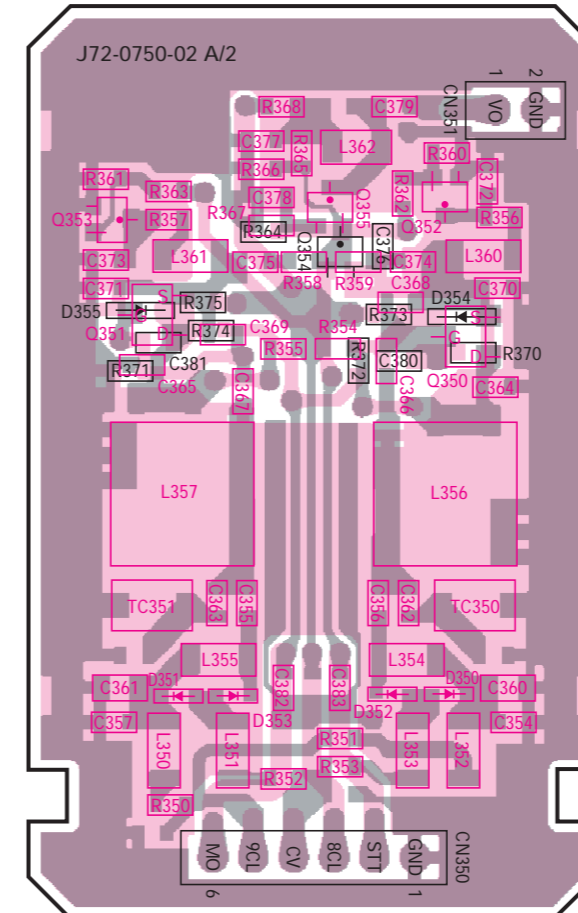 J72-0750-02 A/2
1 2
CN351
VO GND
R368 C379
C377 R365 L362
R360
R366
C372
R361 R363
C378 Q355 R362
Q353 R357 R367 Q352 R356
R364 Q354 C376
C373 L361 C375 R358 R359 C374 L360
C371 C368 C370
D355 S G R375 R373 D354 S
Q351 D R374 C369 R354 G
R355 R372 D R370
R371 C381 C380 Q350
C365 C367 C366 C364
L357 L356
TC351 C363 C355 C356 C362 TC350
L355 L354
C361 D351 C382 C383 D350 C360
D353 D352
C357 C354
L350 L351 R351 L353 L352
R353
R352
R350
MO 9CL CV 8CL STT GND
CN350
6 1